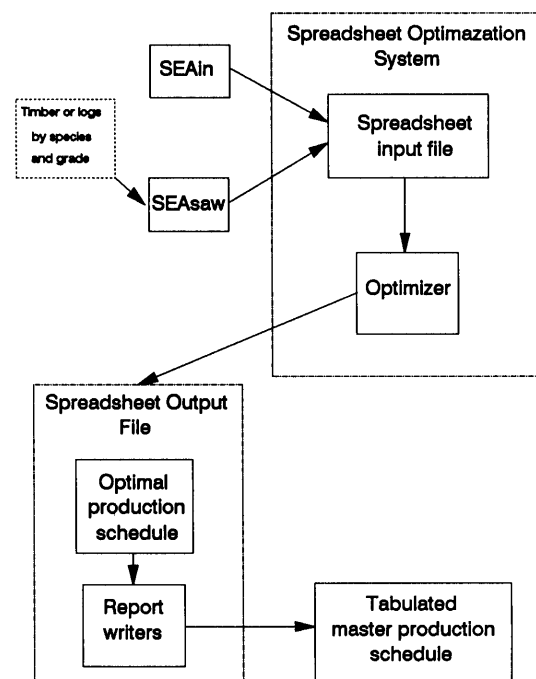 Spreadsheet Optimazation
System
SEAin
Timber or logs
by species
and grade
Spreadsheet
input file
SEAsaw
Optimizer
Spreadsheet Output
File
Optimal
production
schedule
Report
writers
Tabulated
master production
schedule